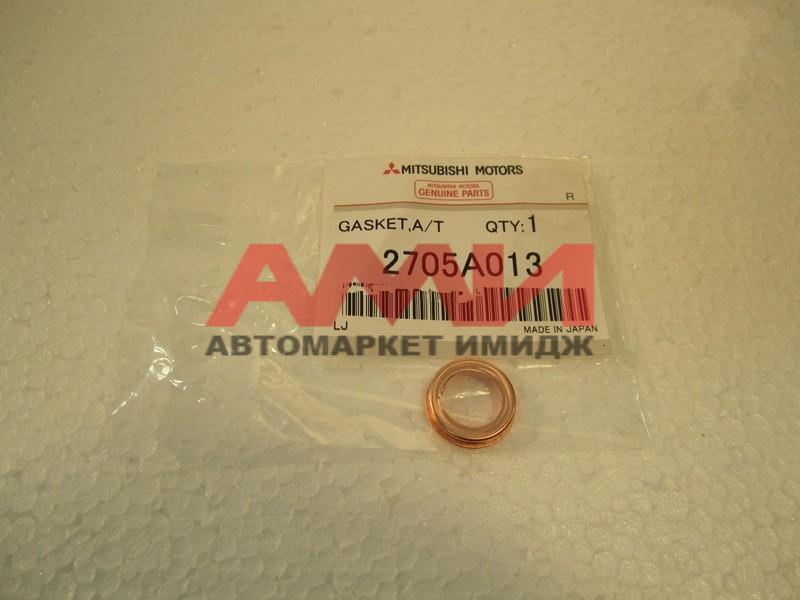 MITSUBISHI MOTORS
MITSUBISHI MOTORS
GENUINE PARTS
R
GASKET,A/T QTY:1
2705A013
LJ MADE IN JAPAN
АМИ
АВТОМАРКЕТ ИМИДЖ